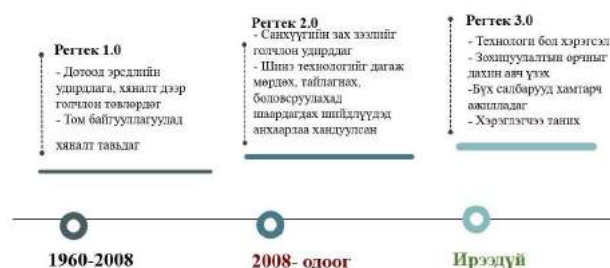 Регтек 1.0
- Дотоод эрсдлийн
удирдлага, хяналт дээр
голчлон төвлөрдөг
- Том байгууллагуудад
хяналт тавьдаг
Регтек 2.0
- Санхүүгийн зах зээлийг
голчлон удирддаг
- Шинэ технологийг дагаж
мөрдөх, тайлагнах,
боловсруулахад
шаардагдах шийдлүүдэд
анхаарлаа хандуулсан
Регтек 3.0
- Технологи бол хэрэгсэл
- Зохицуулалтын орчныг
дахин авч үзэх
-Бүх салбарууд хамтарч
ажилладаг
- Хэрэглэгчээ таних
1960-2008
2008- одоог
Ирээдүй